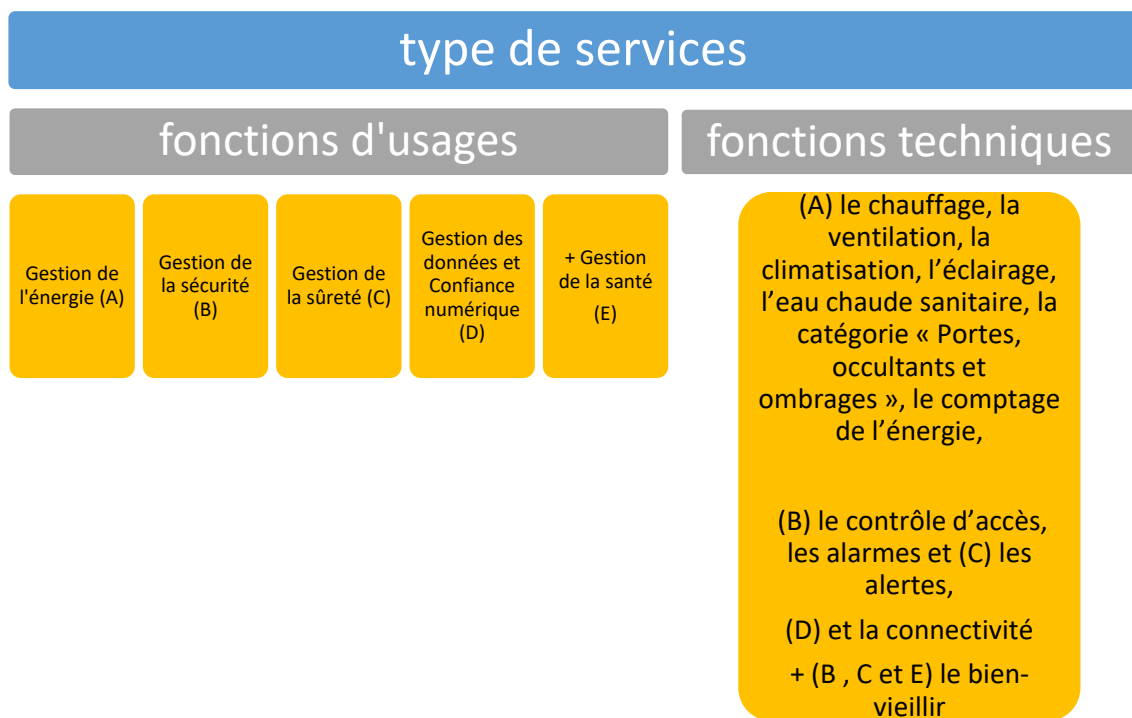 type de services
fonctions d'usages
fonctions techniques
Gestion de
l'énergie (A)
Gestion de
la sécurité
(B)
Gestion de
la sûreté (C)
Gestion des
données et
Confiance
numérique
(D)
+ Gestion
de la santé
(E)
(A) le chauffage, la
ventilation, la
climatisation, l’éclairage,
l’eau chaude sanitaire, la
catégorie « Portes,
occultants et
ombrages », le comptage
de l’énergie,
(B) le contrôle d’accès,
les alarmes et (C) les
alertes,
(D) et la connectivité
+ (B , C et E) le bien-
vieillir